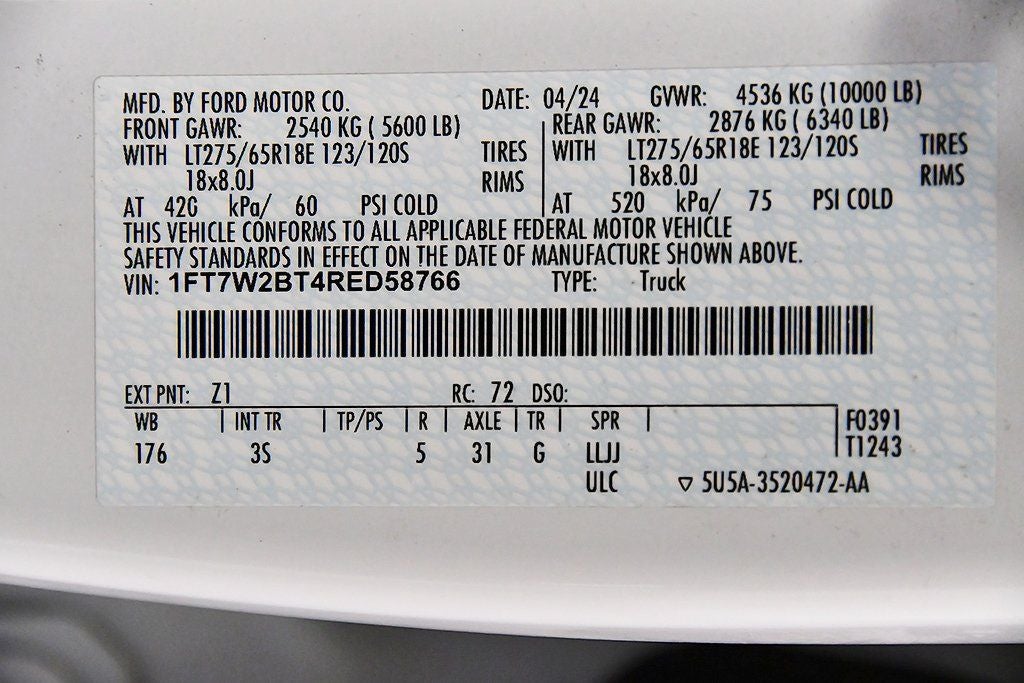 MFD. BY FORD MOTOR CO. DATE: 04/24 GVWR: 4536 KG (10000 LB)
FRONT GAWR: 2540 KG ( 5600 LB) REAR GAWR: 2876 KG ( 6340 LB)
WITH LT275/65R18E 123/120S TIRES WITH LT275/65R18E 123/120S TIRES
18x8.0J RIMS 18x8.0J RIMS
AT 420 kPa/ 60 PSI COLD AT 520 kPa/ 75 PSI COLD
THIS VEHICLE CONFORMS TO ALL APPLICABLE FEDERAL MOTOR VEHICLE
SAFETY STANDARDS IN EFFECT ON THE DATE OF MANUFACTURE SHOWN ABOVE.
VIN: 1FT7W2BT4RED58766 TYPE: Truck
EXT PNT: Z1 RC: 72 DSO:
WB | INT TR | TP/PS | R | AXLE | TR | SPR | F0391
176 3S 5 31 G LLJJ T1243
ULC ▽ 5U5A-3520472-AA